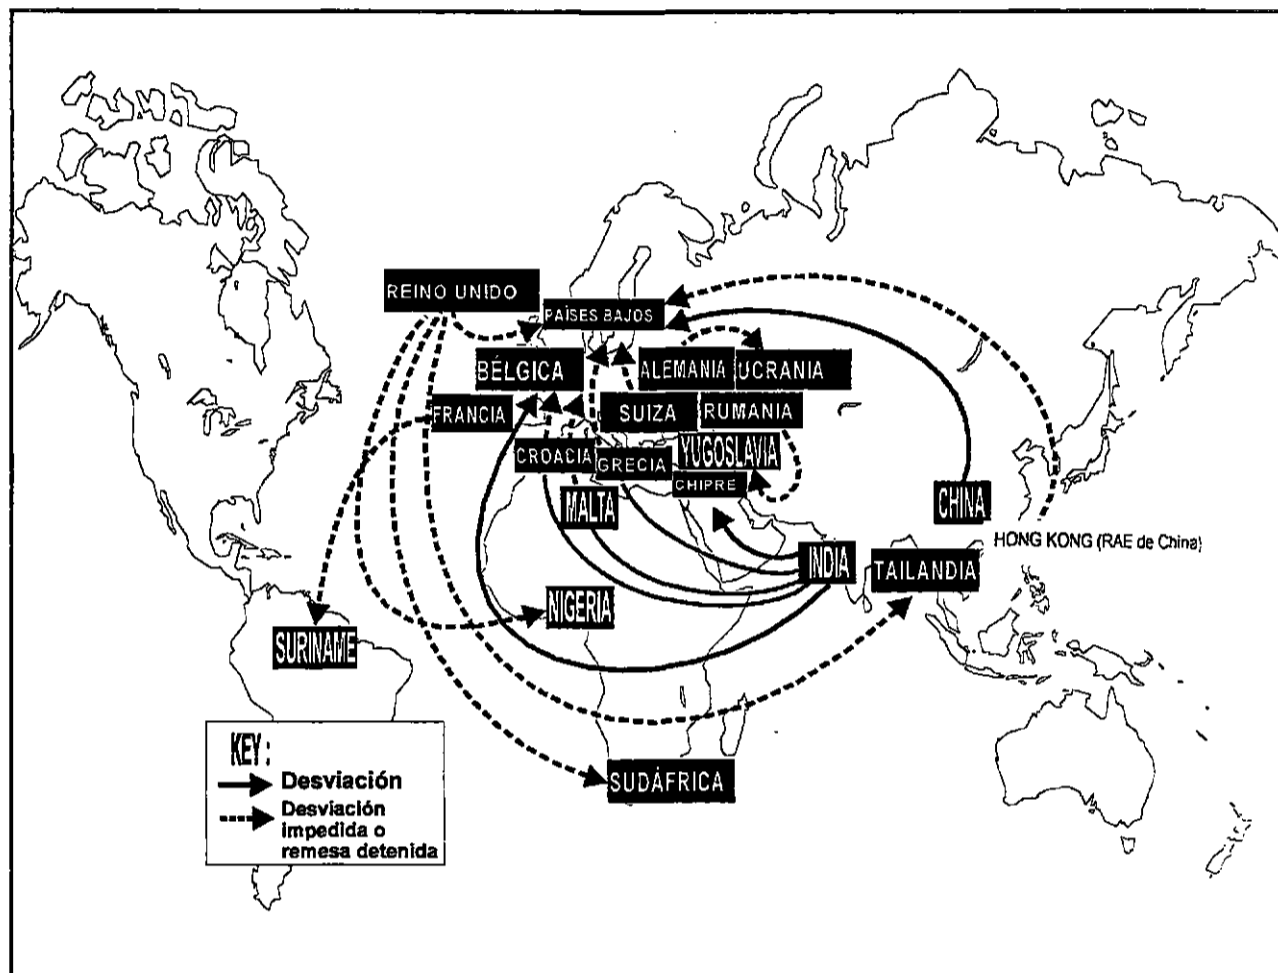 REINO UNIDO
PAÍSES BAJOS
BÉLGICA
ALEMANIA
UCRANIA
FRANCIA
SUIZA
RUMANIA
CROACIA
GRECIA
YUGOSLAVIA
CHIPRE
MALTA
CHINA
HONG KONG (RAE de China)
INDIA
TAILANDIA
NIGERIA
SURINAME
SUDÁFRICA
KEY :
Desviación
Desviación
impedida o
remesa detenida